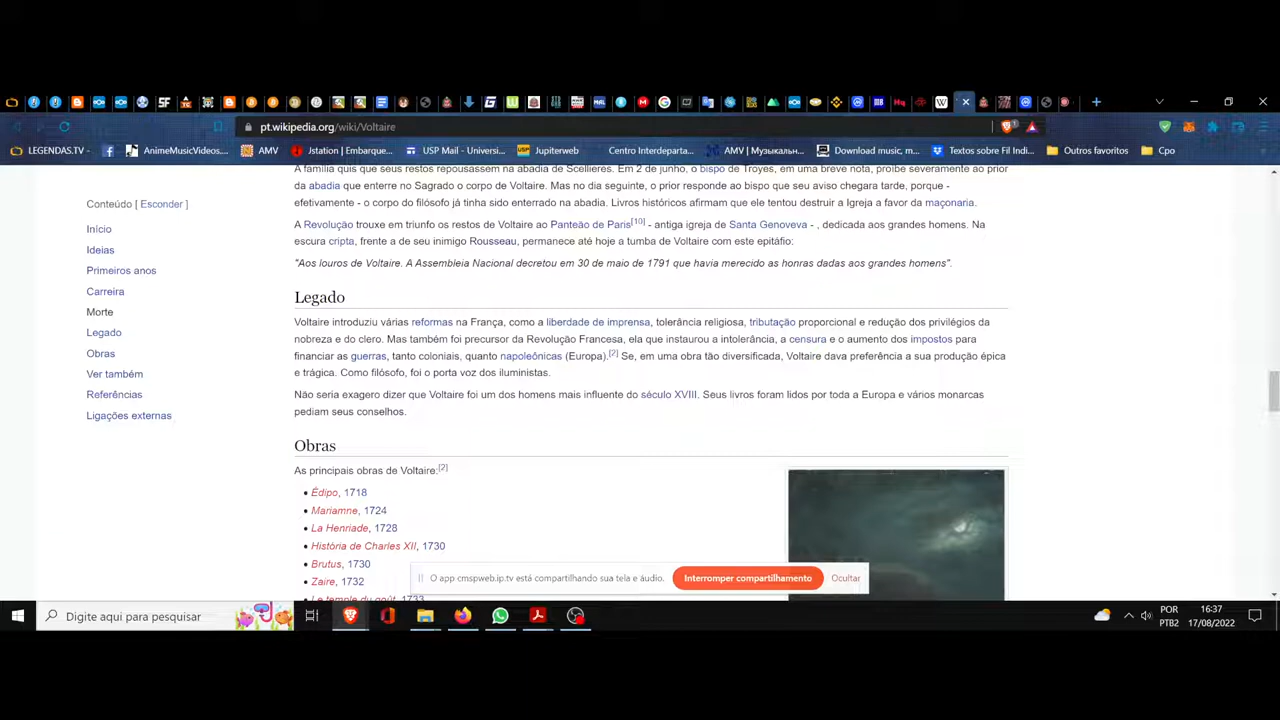 pt.wikipedia.org/wiki/Voltaire
LEGENDAS.TV - AnimeMusicVideos.... AMV Jstation | Embarque... USP Mail - Universi... Jupiterweb Centro Interdeparta... AMV | Музыкальн... Download music, m... Textos sobre Fil Indi... Outros favoritos Cpo
A família quis que seus restos repousassem na abadia de Scellieres. Em 2 de junho, o bispo de Troyes, em uma breve nota, proíbe severamente ao prior
da abadia que enterre no Sagrado o corpo de Voltaire. Mas no dia seguinte, o prior responde ao bispo que seu aviso chegara tarde, porque -
efetivamente - o corpo do filósofo já tinha sido enterrado na abadia. Livros históricos afirmam que ele tentou destruir a Igreja a favor da maçonaria.
A Revolução trouxe em triunfo os restos de Voltaire ao Panteão de Paris[10] - antiga igreja de Santa Genoveva - , dedicada aos grandes homens. Na
escura cripta, frente a de seu inimigo Rousseau, permanece até hoje a tumba de Voltaire com este epitáfio:
"Aos louros de Voltaire. A Assembleia Nacional decretou em 30 de maio de 1791 que havia merecido as honras dadas aos grandes homens".
Conteúdo [ Esconder ]
Início
Ideias
Primeiros anos
Carreira
Morte
Legado
Obras
Ver também
Referências
Ligações externas
Legado
Voltaire introduziu várias reformas na França, como a liberdade de imprensa, tolerância religiosa, tributação proporcional e redução dos privilégios da
nobreza e do clero. Mas também foi precursor da Revolução Francesa, ela que instaurou a intolerância, a censura e o aumento dos impostos para
financiar as guerras, tanto coloniais, quanto napoleônicas (Europa).[2] Se, em uma obra tão diversificada, Voltaire dava preferência a sua produção épica
e trágica. Como filósofo, foi o porta voz dos iluministas.
Não seria exagero dizer que Voltaire foi um dos homens mais influente do século XVIII. Seus livros foram lidos por toda a Europa e vários monarcas
pediam seus conselhos.
Obras
As principais obras de Voltaire:[2]
Édipo, 1718
Mariamne, 1724
La Henriade, 1728
História de Charles XII, 1730
Brutus, 1730
Zaire, 1732
Le temple du goût, 1733
O app cmspweb.ip.tv está compartilhando sua tela e áudio. Interromper compartilhamento Ocultar
Digite aqui para pesquisar
POR
PTB2
16:37
17/08/2022